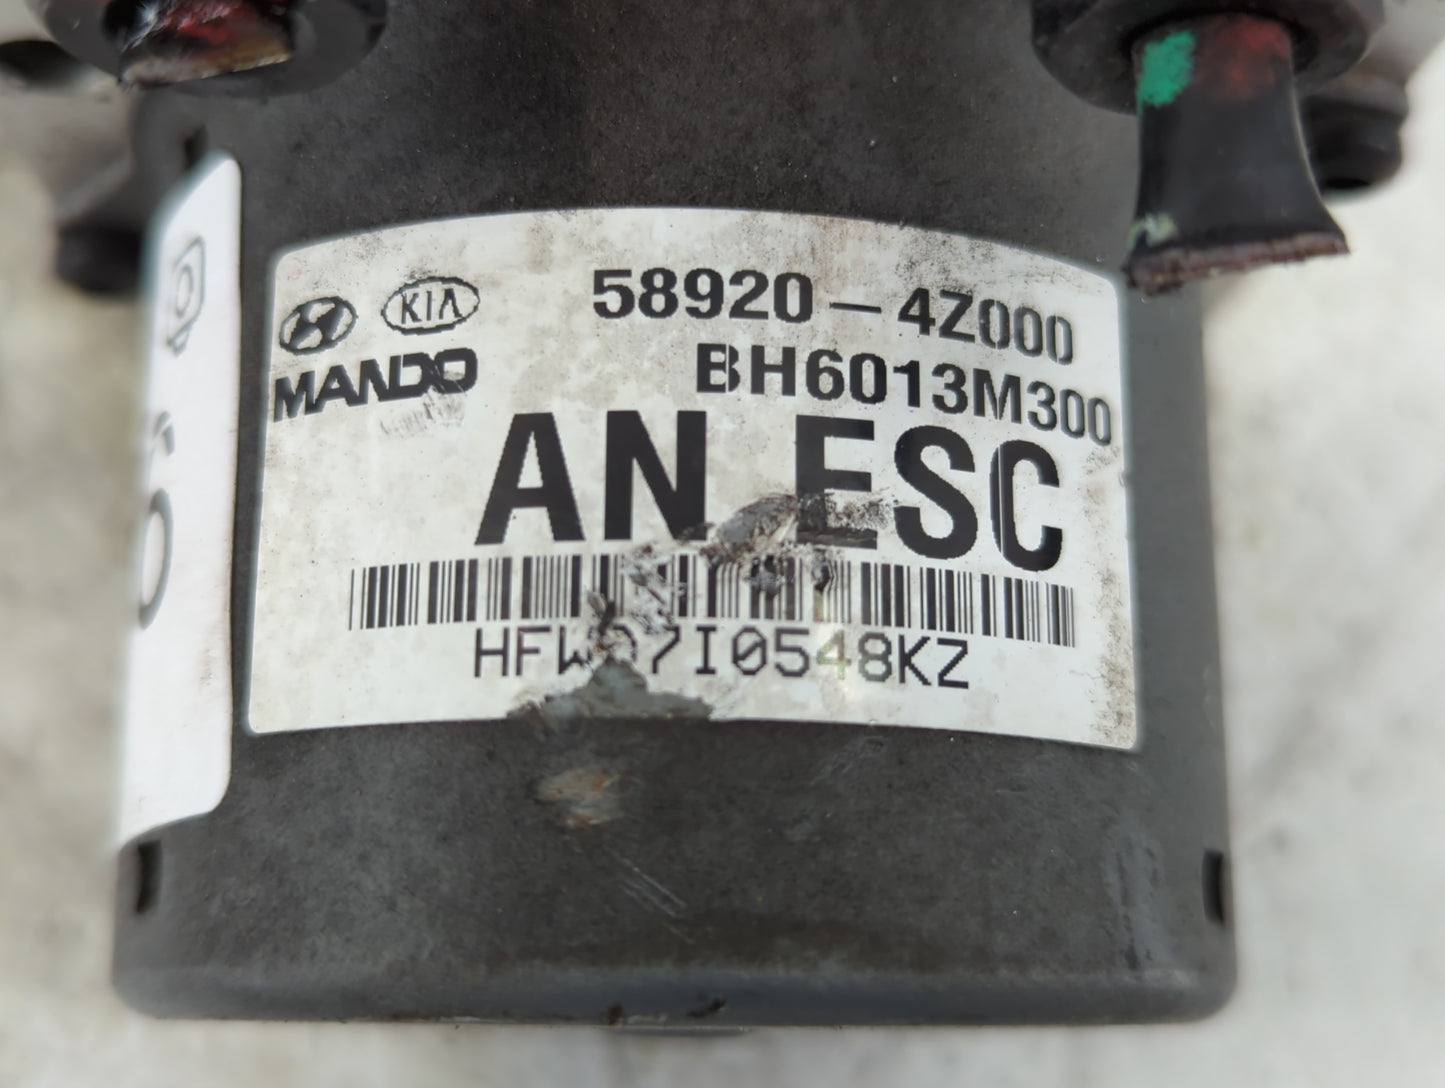 KIA
58920-4Z000
MANDO
BH6013M300
AN ESC